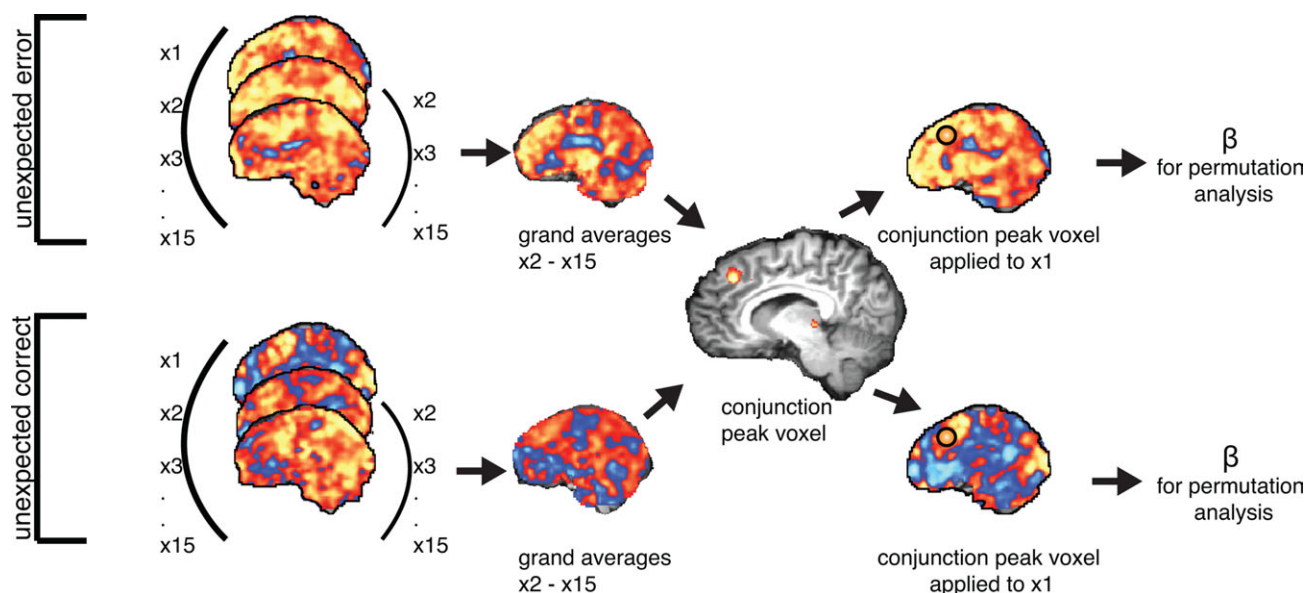 unexpected error
x1
x2
x3
.
.
x15
x2
x3
.
.
x15
grand averages
x2 - x15
conjunction peak voxel
applied to x1
β
for permutation
analysis
conjunction
peak voxel
unexpected correct
x1
x2
x3
.
.
x15
x2
x3
.
.
x15
grand averages
x2 - x15
conjunction peak voxel
applied to x1
β
for permutation
analysis